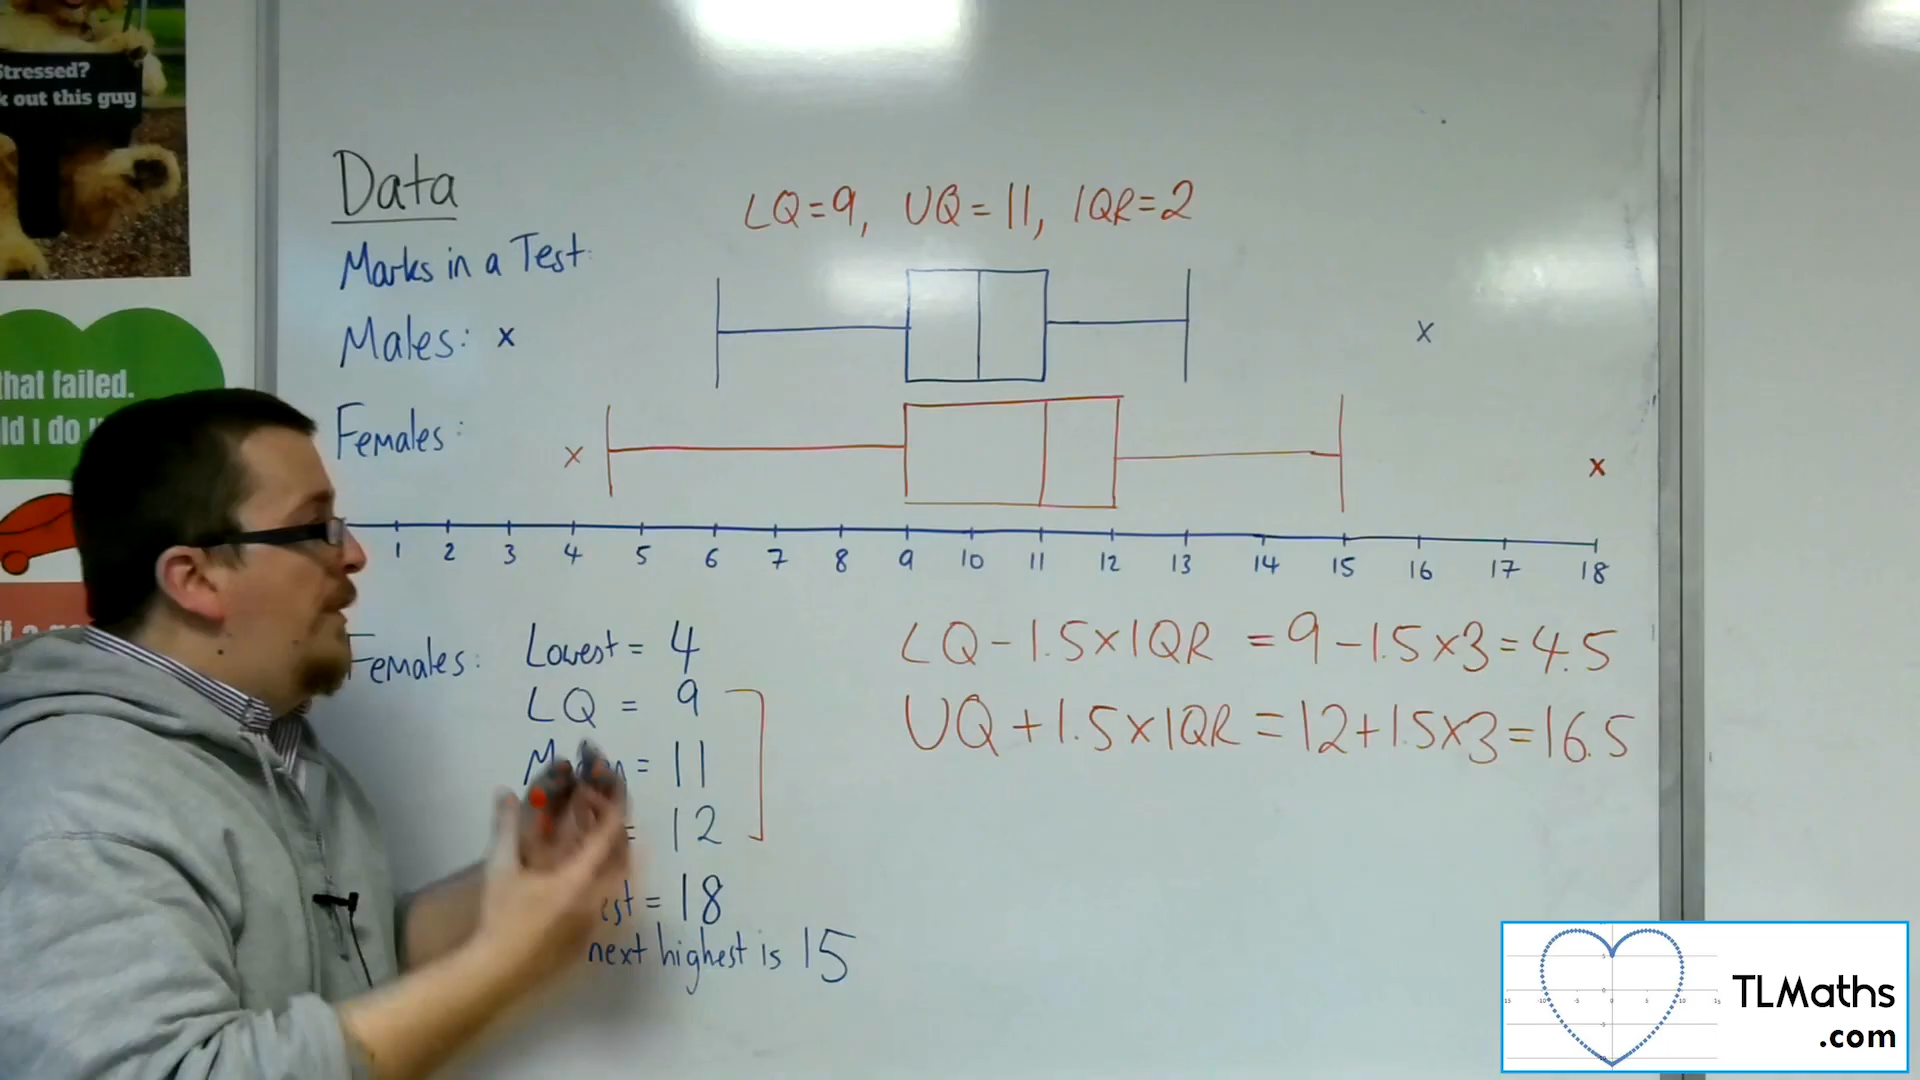 Stressed?
k out this guy
that failed.
ld I do
Data
LQ=9, UQ=11, IQR=2
Marks in a Test:
Males: x
x
Females:
x
x
1 2 3 4 5 6 7 8 9 10 11 12 13 14 15 16 17 18
Females: Lowest = 4
LQ = 9
= 11
= 12
est = 18
next highest is 15
LQ - 1.5×IQR = 9 - 1.5×3 = 4.5
UQ + 1.5×IQR = 12 + 1.5×3 = 16.5
TLMaths
.com